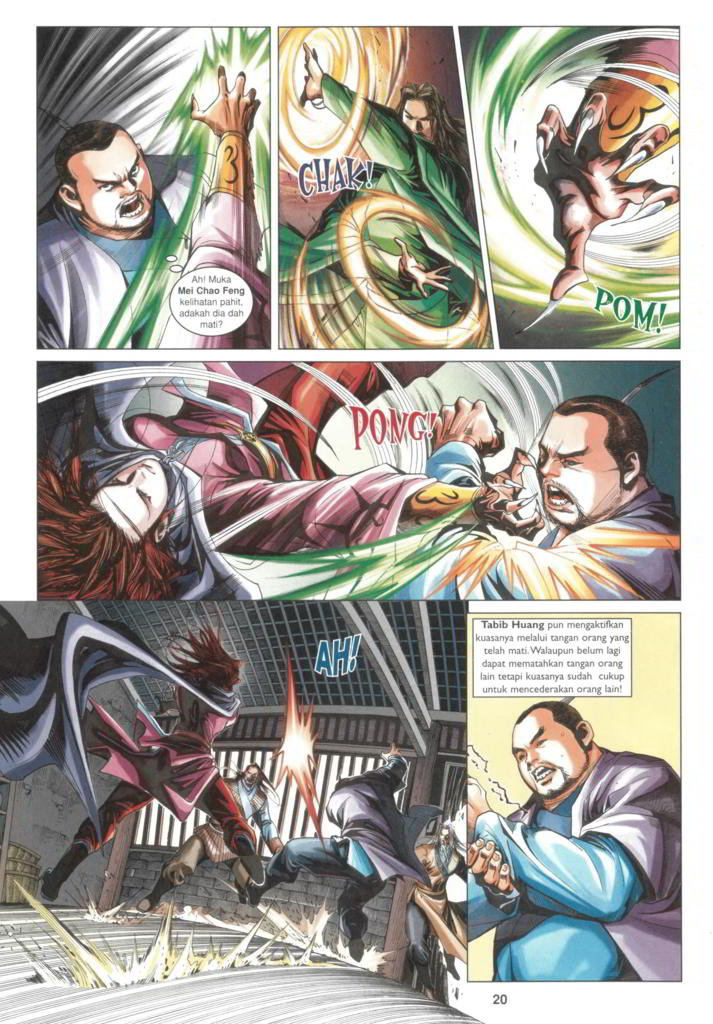 Ah! Muka
Mei Chao Feng
kelihatan pahit,
adakah dia dah
mati?
CHAK!
POM!
PONG!
AH!
Tabib Huang pun mengaktifkan
kuasanya melalui tangan orang yang
telah mati. Walaupun belum lagi
dapat mematahkan tangan orang
lain tetapi kuasanya sudah cukup
untuk mencederakan orang lain!
20